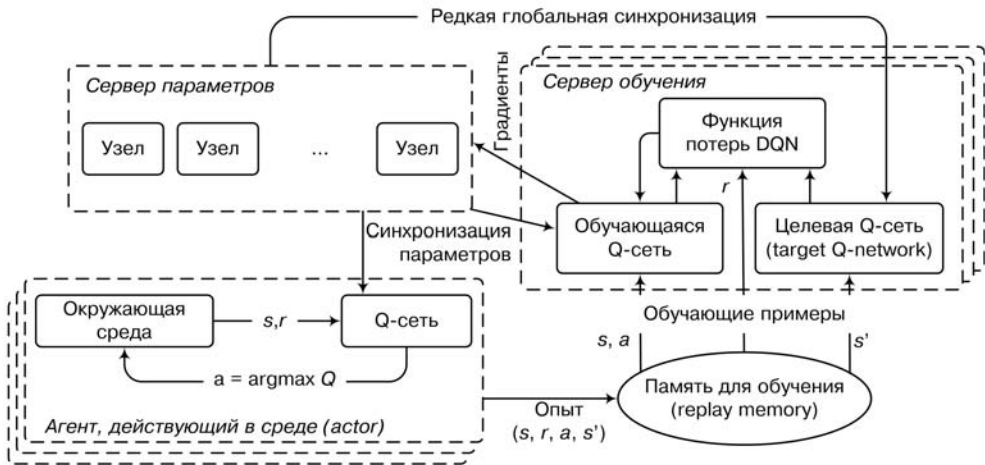 Редкая глобальная синхронизация
Сервер параметров
Узел
Узел
...
Узел
Градиенты
Сервер обучения
Функция
потерь DQN
r
Обучающаяся
Q-сеть
Целевая Q-сеть
(target Q-network)
Синхронизация
параметров
Окружающая
среда
s,r
Q-сеть
a = argmax Q
Агент, действующий в среде (actor)
Обучающие примеры
s, a
s'
Память для обучения
(replay memory)
Опыт
(s, r, a, s’)